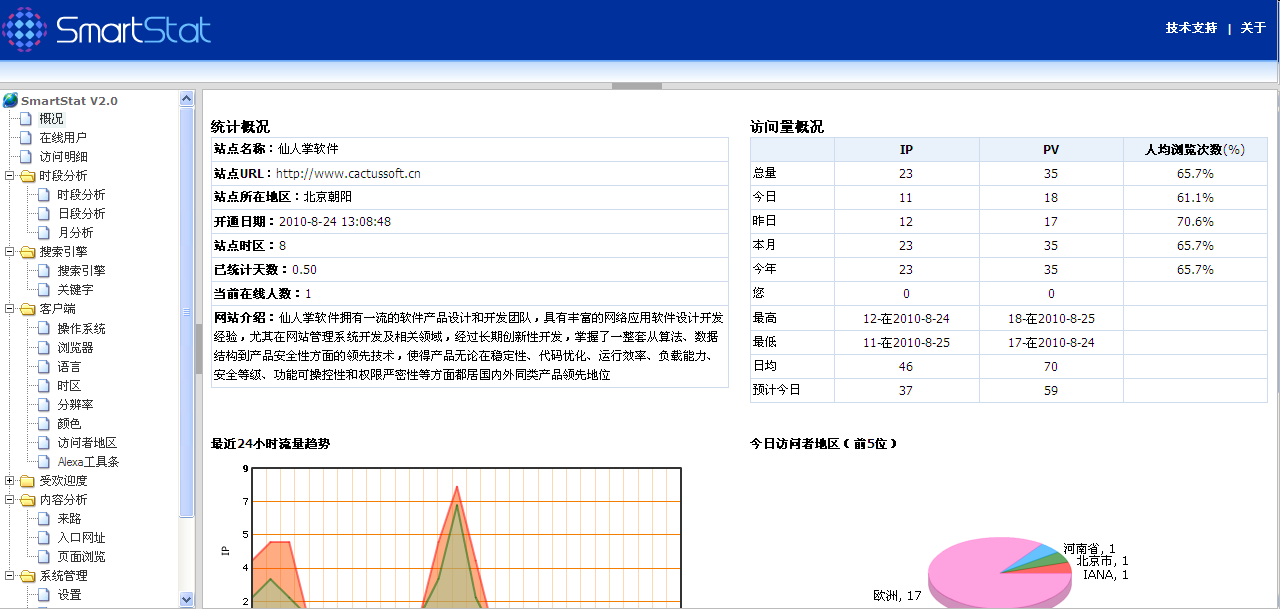 SmartStat
技术支持 | 关于
SmartStat V2.0
概况
在线用户
访问明细
时段分析
时段分析
日段分析
月分析
搜索引擎
搜索引擎
关键字
客户端
操作系统
浏览器
语言
时区
分辨率
颜色
访问者地区
Alexa工具条
受欢迎度
内容分析
来路
入口网址
页面浏览
系统管理
设置
统计概况
站点名称：仙人掌软件
站点URL：http://www.cactussoft.cn
站点所在地区：北京朝阳
开通日期：2010-8-24 13:08:48
站点时区：8
已统计天数：0.50
当前在线人数：1
网站介绍：仙人掌软件拥有一流的软件产品设计和开发团队，具有丰富的网络应用软件设计开发
经验，尤其在网站管理系统开发及相关领域，经过长期创新性开发，掌握了一整套从算法、数据
结构到产品安全性方面的领先技术，使得产品无论在稳定性、代码优化、运行效率、负载能力、
安全等级、功能可操控性和权限严密性等方面都居国内外同类产品领先地位
访问量概况
IP PV 人均浏览次数(%)
总量 23 35 65.7%
今日 11 18 61.1%
昨日 12 17 70.6%
本月 23 35 65.7%
今年 23 35 65.7%
您 0 0
最高 12-在2010-8-24 18-在2010-8-25
最低 11-在2010-8-25 17-在2010-8-24
日均 46 70
预计今日 37 59
最近24小时流量趋势
9
7
5
4
2
IP
今日访问者地区（前5位）
河南省, 1
北京市, 1
IANA, 1
欧洲, 17